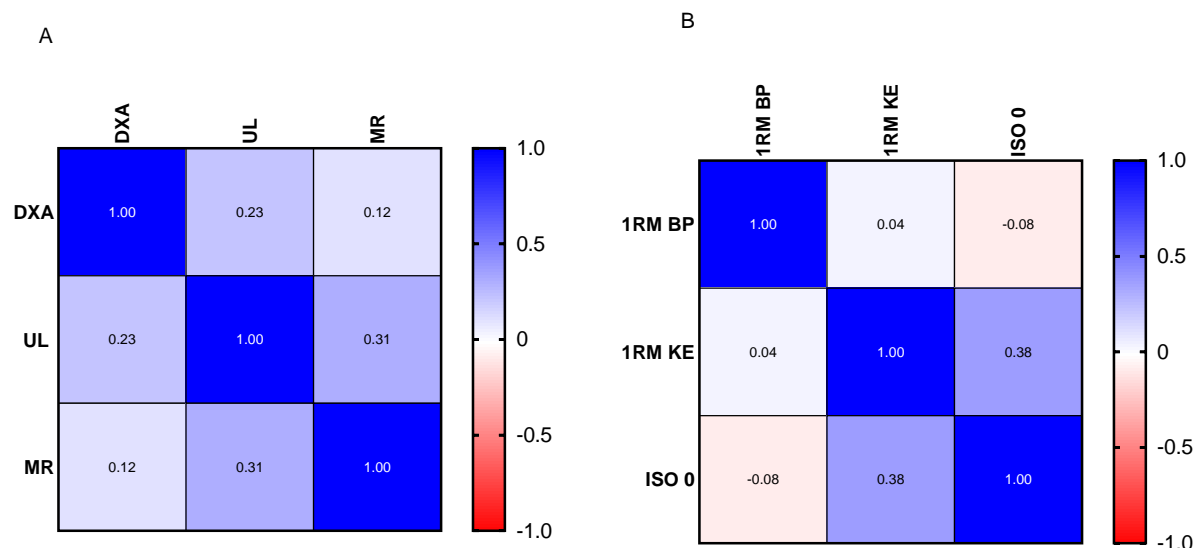 A
DXA UL MR
DXA 1.00 0.23 0.12
UL 0.23 1.00 0.31
MR 0.12 0.31 1.00
1.0
0.5
0
-0.5
-1.0
B
1RM BP 1RM KE ISO 0
1RM BP 1.00 0.04 -0.08
1RM KE 0.04 1.00 0.38
ISO 0 -0.08 0.38 1.00
1.0
0.5
0
-0.5
-1.0